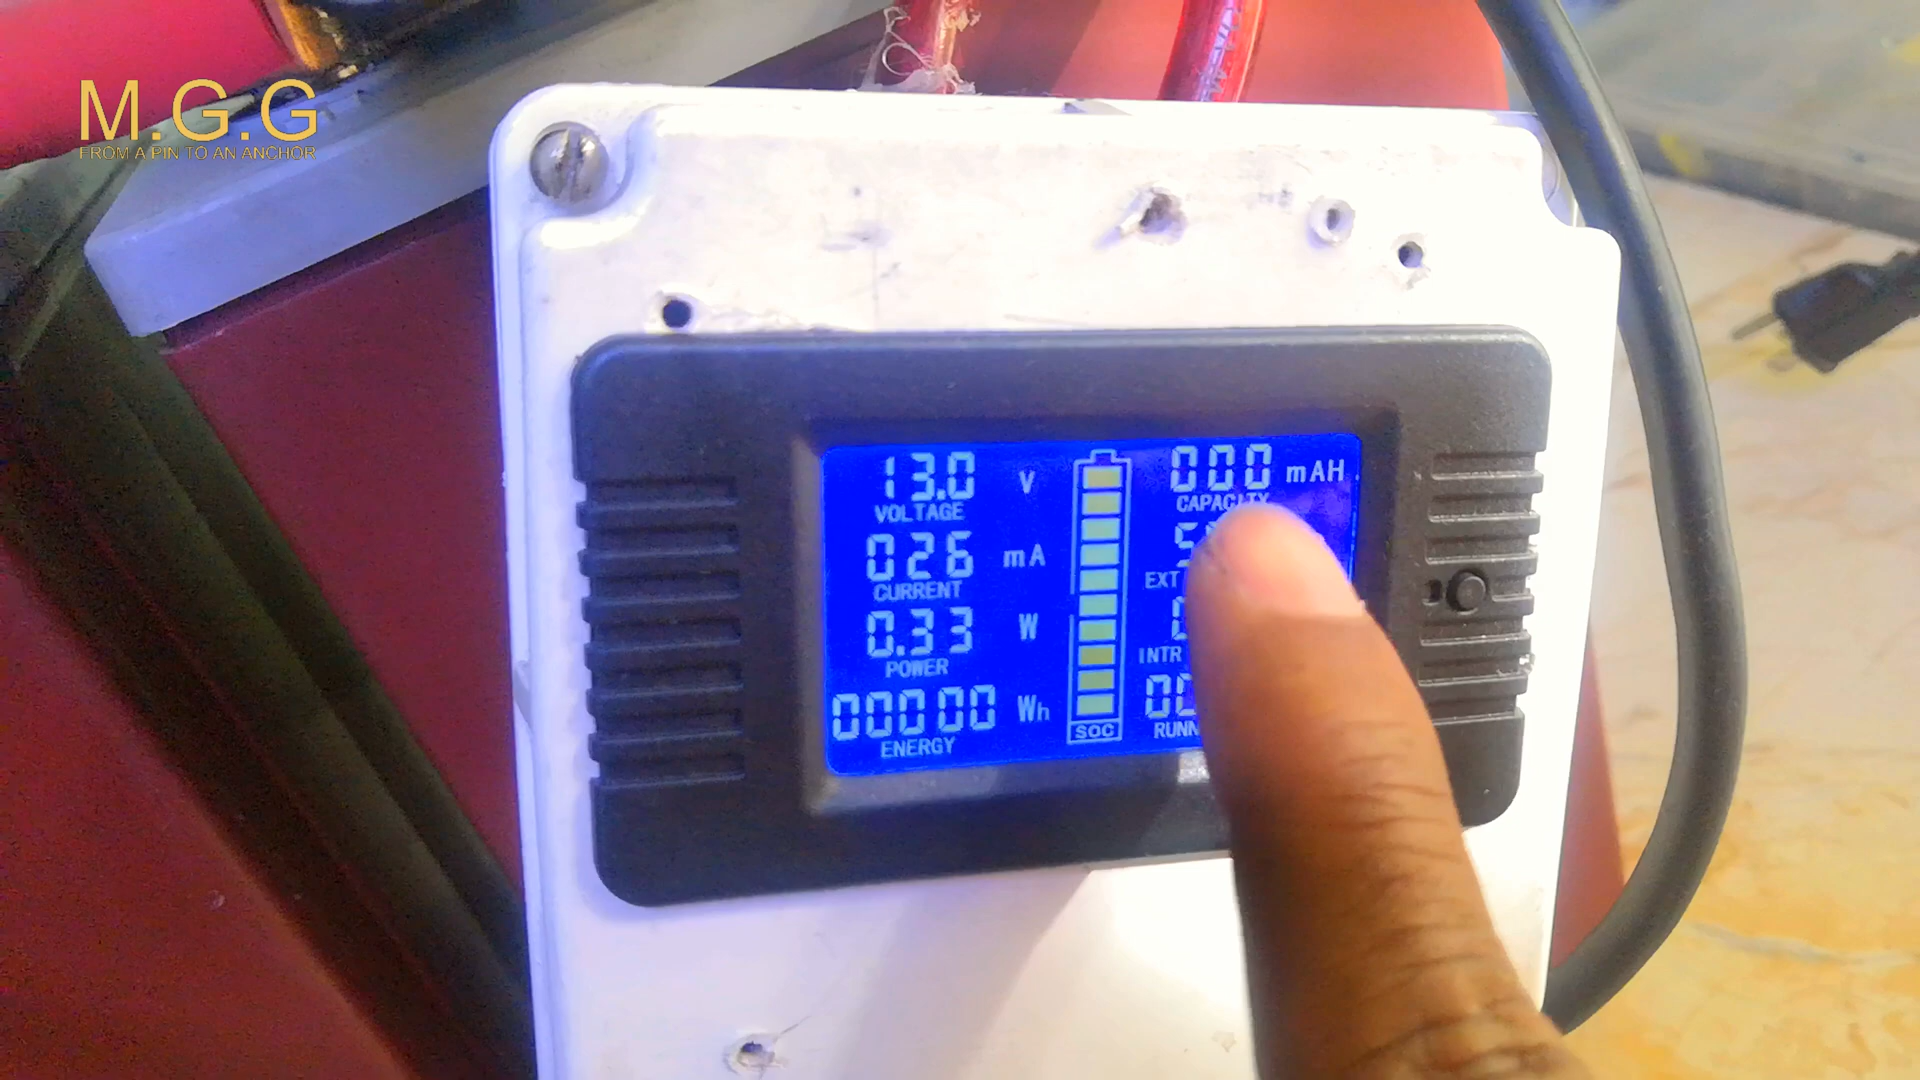 M.G.G
FROM A PIN TO AN ANCHOR
13.0 V
VOLTAGE
026 mA
CURRENT
0.33 W
POWER
00000 Wh
ENERGY
SOC
000 mAH
CAPACITY
EXT
INTR